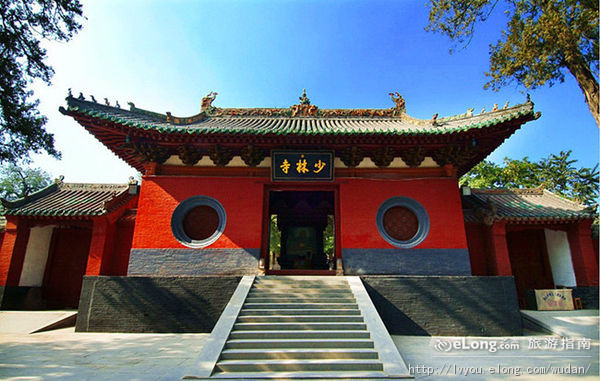 寺林少
eLong.com 旅游指南
http://lvyou.elong.com/wudan/